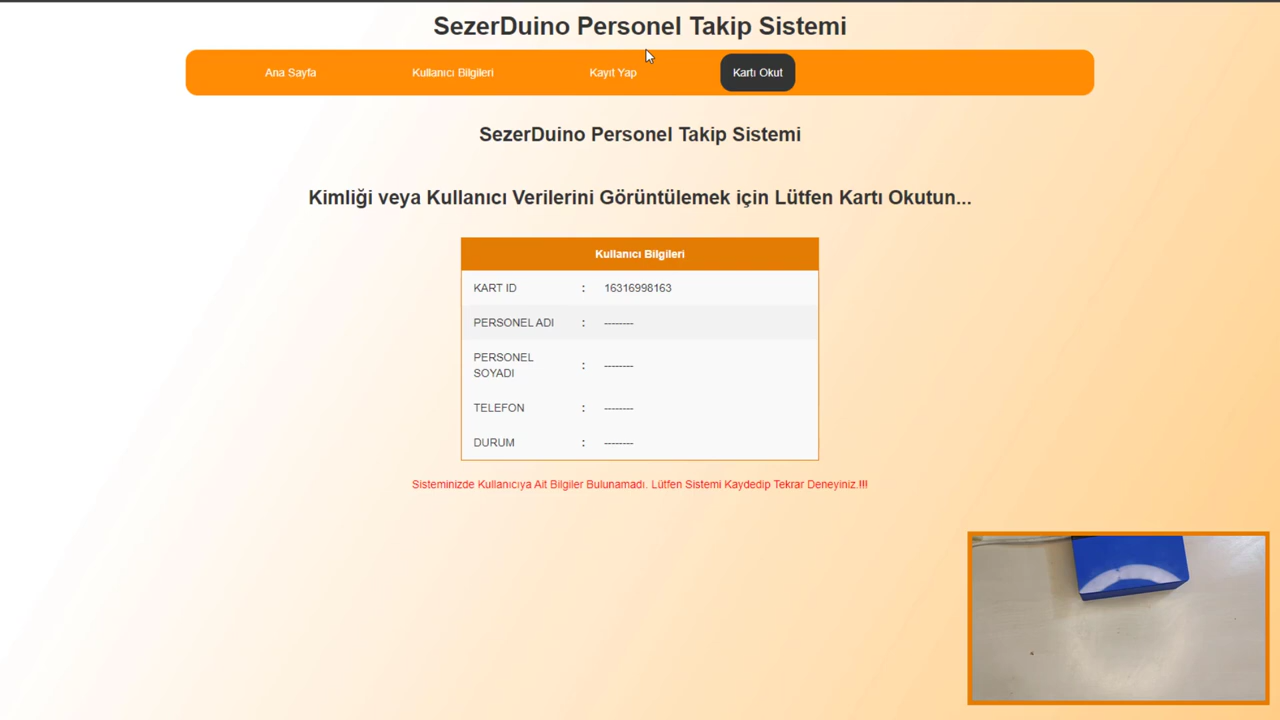 SezerDuino Personel Takip Sistemi
Ana Sayfa Kullanıcı Bilgileri Kayıt Yap Kartı Okut
SezerDuino Personel Takip Sistemi
Kimliği veya Kullanıcı Verilerini Görüntülemek için Lütfen Kartı Okutun...
Kullanıcı Bilgileri
KART ID : 16316998163
PERSONEL ADI : --------
PERSONEL
SOYADI : --------
TELEFON : --------
DURUM : --------
Sisteminizde Kullanıcıya Ait Bilgiler Bulunamadı. Lütfen Sistemi Kaydedip Tekrar Deneyiniz.!!!